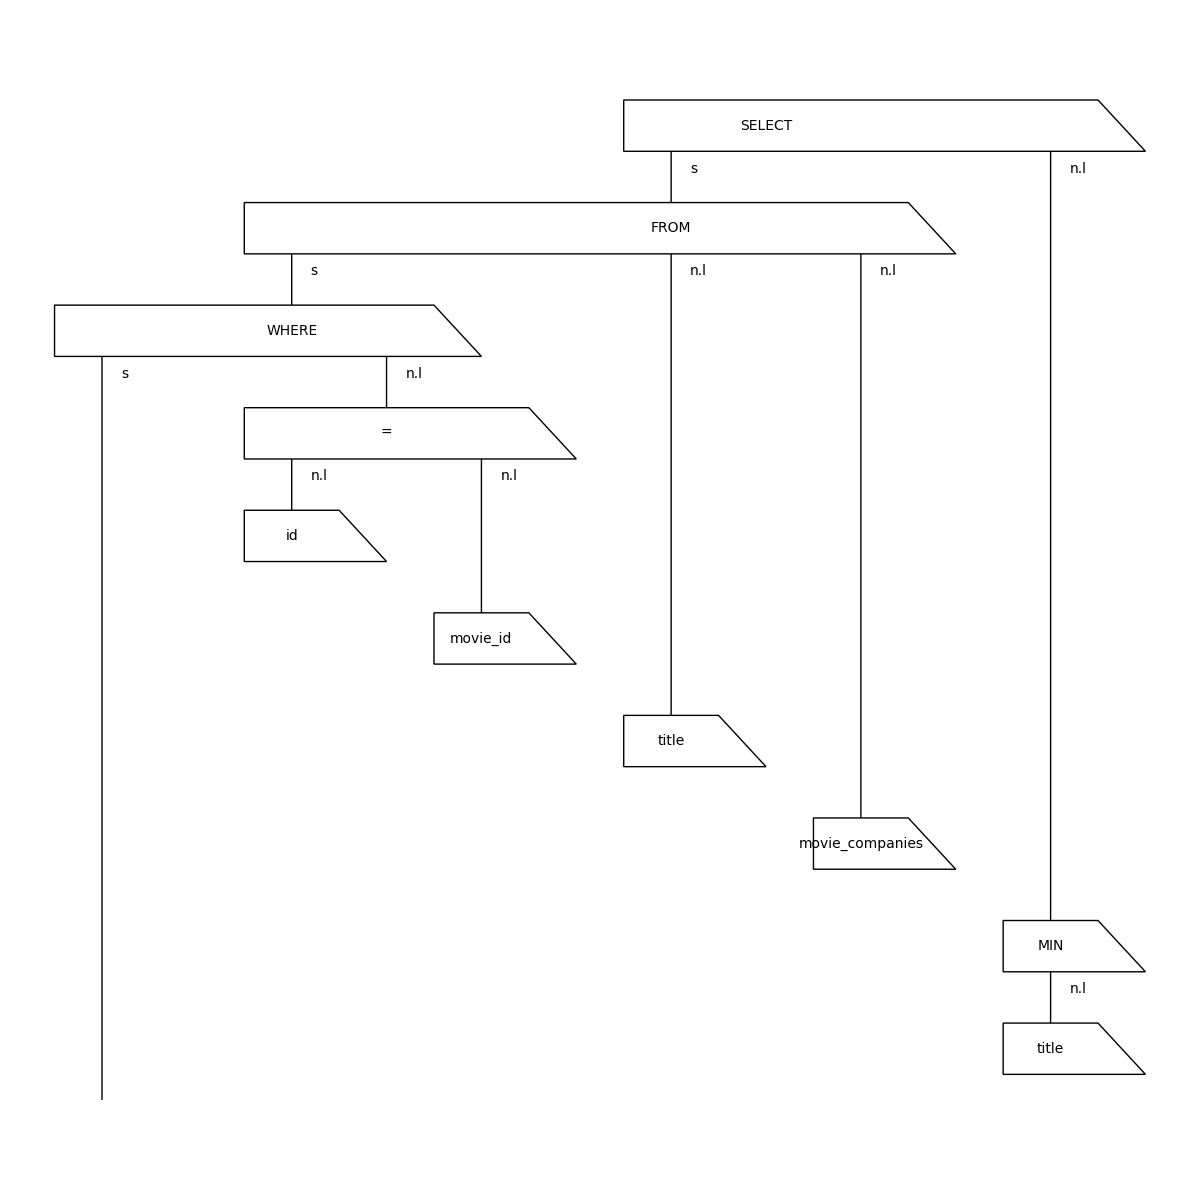 SELECT
s n.l
FROM
s n.l n.l
WHERE
s n.l
=
n.l n.l
id
movie_id
title
movie_companies
MIN
n.l
title